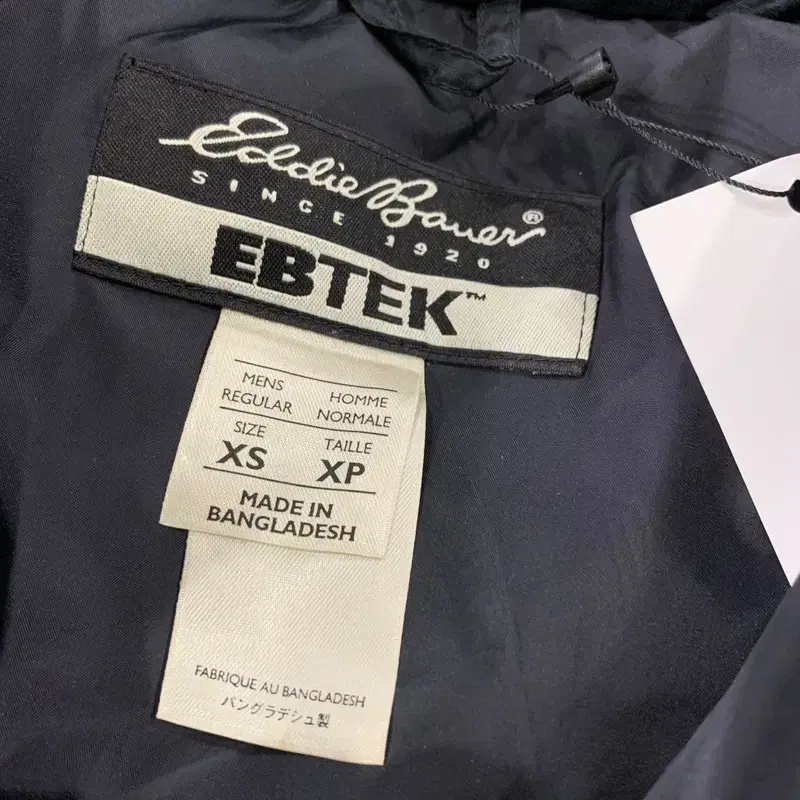 Eddie Bauer®
SINCE 1920
EBTEK™
MENS HOMME
REGULAR NORMALE
SIZE TAILLE
XS XP
MADE IN
BANGLADESH
FABRIQUE AU BANGLADESH
バングラデシュ製